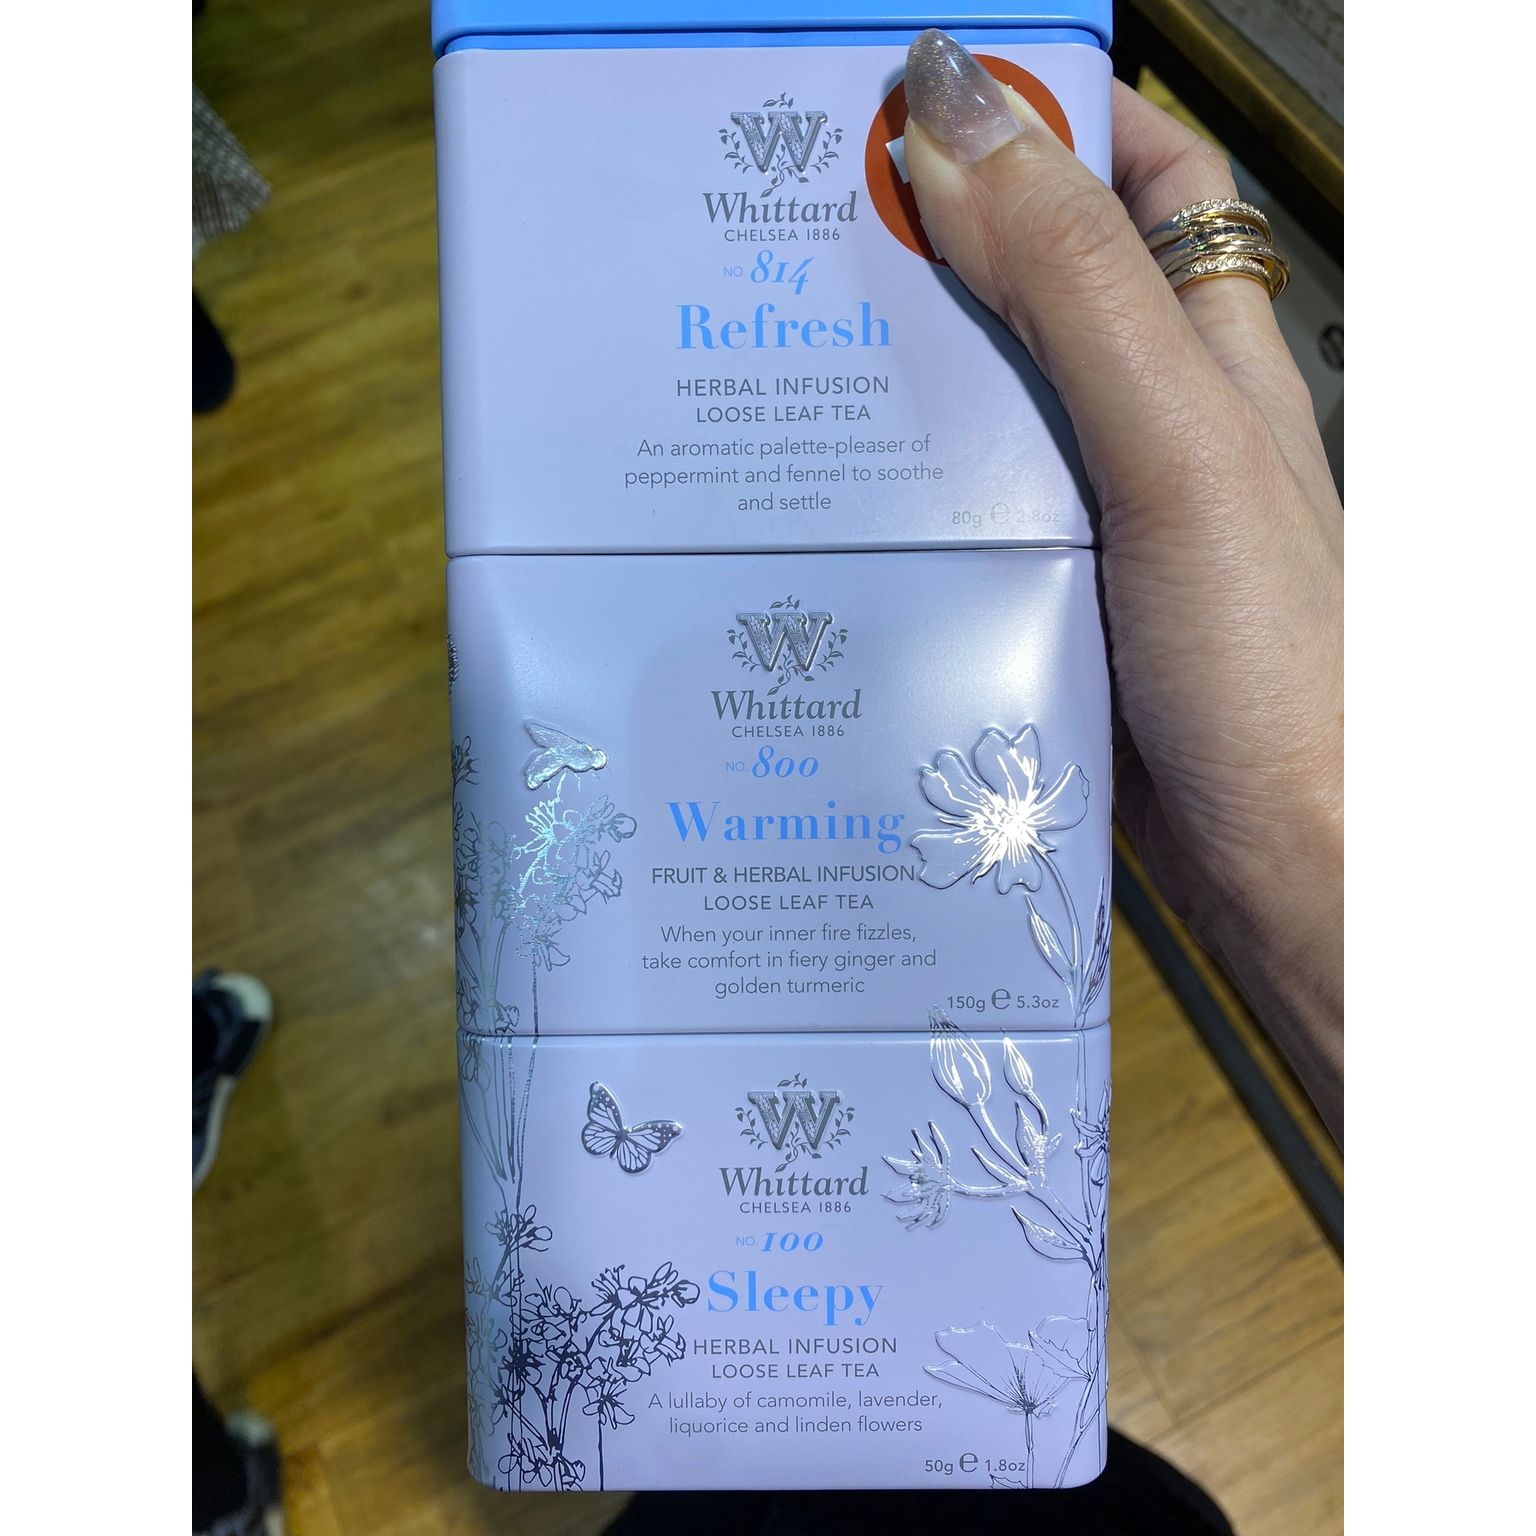 W
Whittard
CHELSEA 1886
NO. 814
Refresh
HERBAL INFUSION
LOOSE LEAF TEA
An aromatic palette-pleaser of
peppermint and fennel to soothe
and settle
80g ℮ 2.8oz
W
Whittard
CHELSEA 1886
NO. 800
Warming
FRUIT & HERBAL INFUSION
LOOSE LEAF TEA
When your inner fire fizzles,
take comfort in fiery ginger and
golden turmeric
150g ℮ 5.3oz
W
Whittard
CHELSEA 1886
NO. 100
Sleepy
HERBAL INFUSION
LOOSE LEAF TEA
A lullaby of camomile, lavender,
liquorice and linden flowers
50g ℮ 1.8oz